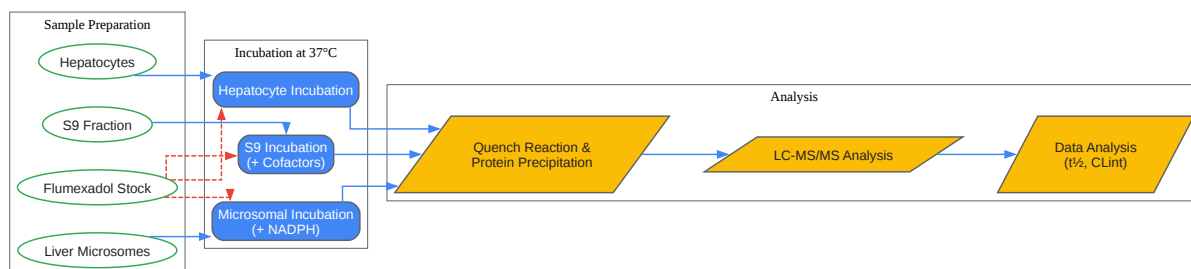 Sample Preparation
Hepatocytes
S9 Fraction
Flumexadol Stock
Liver Microsomes
Incubation at 37°C
Hepatocyte Incubation
S9 Incubation
(+ Cofactors)
Microsomal Incubation
(+ NADPH)
Analysis
Quench Reaction &
Protein Precipitation
LC-MS/MS Analysis
Data Analysis
(t½, CLint)